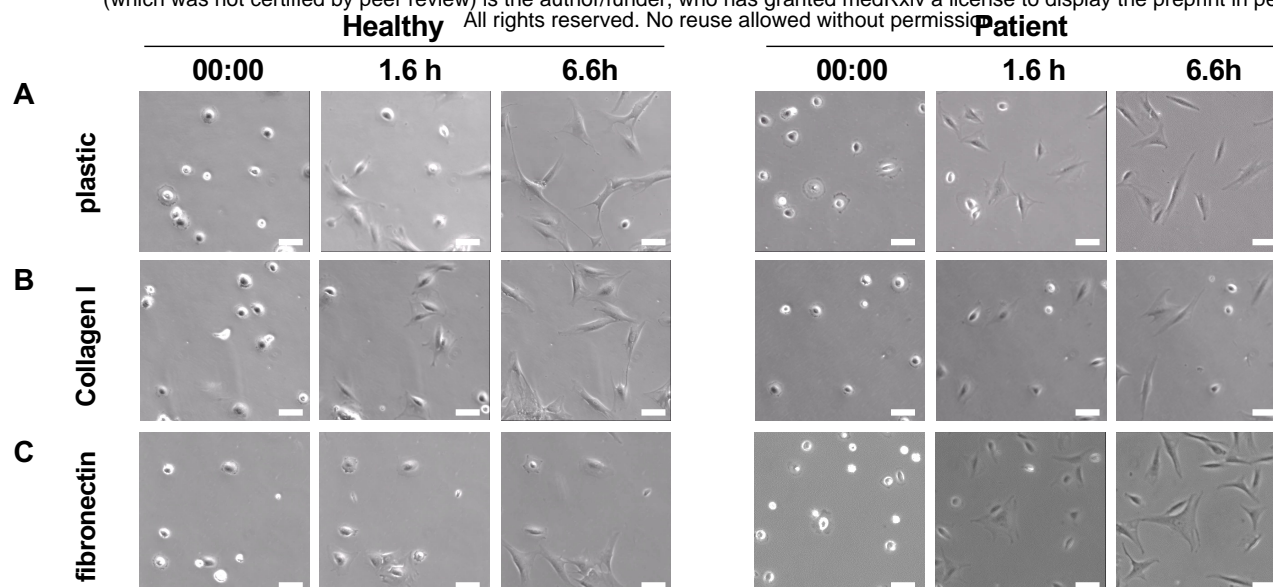 (which was not certified by peer review) is the author/funder, who has granted medRxiv a license to display the preprint in pe
All rights reserved. No reuse allowed without permission.
Healthy Patient
00:00 1.6 h 6.6h 00:00 1.6 h 6.6h
A
plastic
B
Collagen I
C
fibronectin